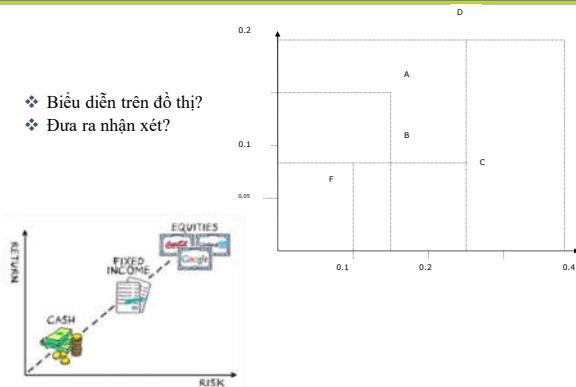 D
0.2
A
❖ Biểu diễn trên đồ thị?
❖ Đưa ra nhận xét?
0.1
B
C
F
0.05
0.1
0.2
0.4
EQUITIES
Google
FIXED
INCOME
RETURN
CASH
RISK